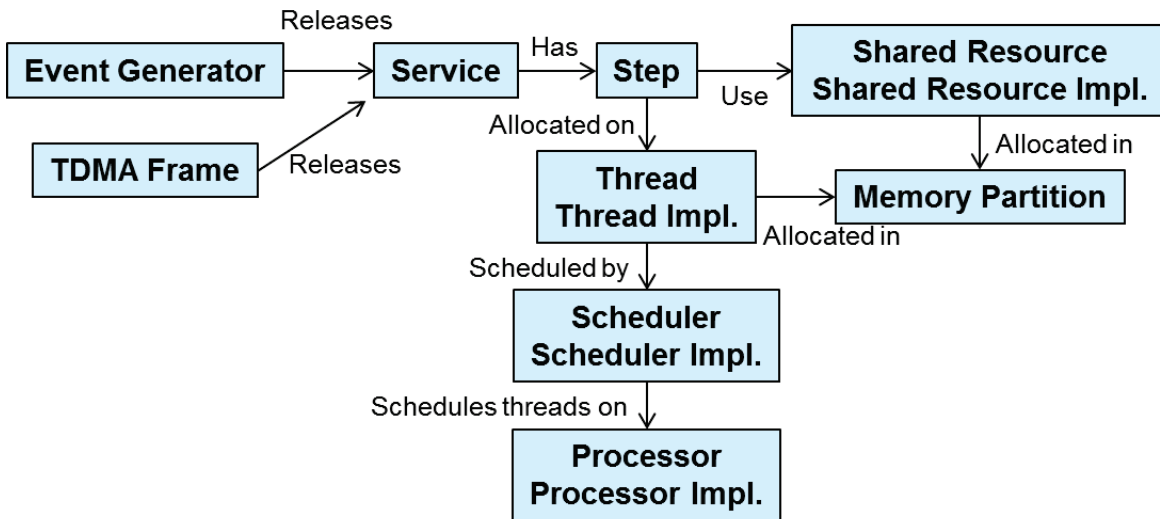 Releases
Event Generator
Service
Has
Step
Use
Shared Resource
Shared Resource Impl.
TDMA Frame
Releases
Allocated on
Allocated in
Thread
Thread Impl.
Memory Partition
Allocated in
Scheduled by
Scheduler
Scheduler Impl.
Schedules threads on
Processor
Processor Impl.